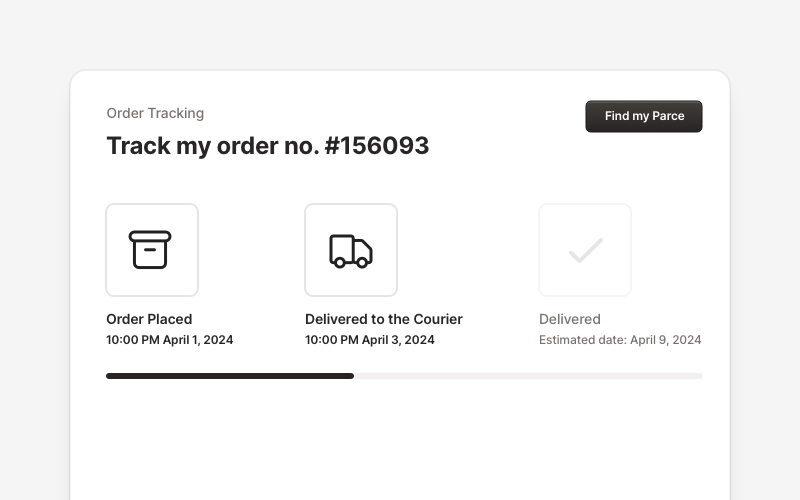 Order Tracking
Find my Parce
Track my order no. #156093
Order Placed
10:00 PM April 1, 2024
Delivered to the Courier
10:00 PM April 3, 2024
Delivered
Estimated date: April 9, 2024